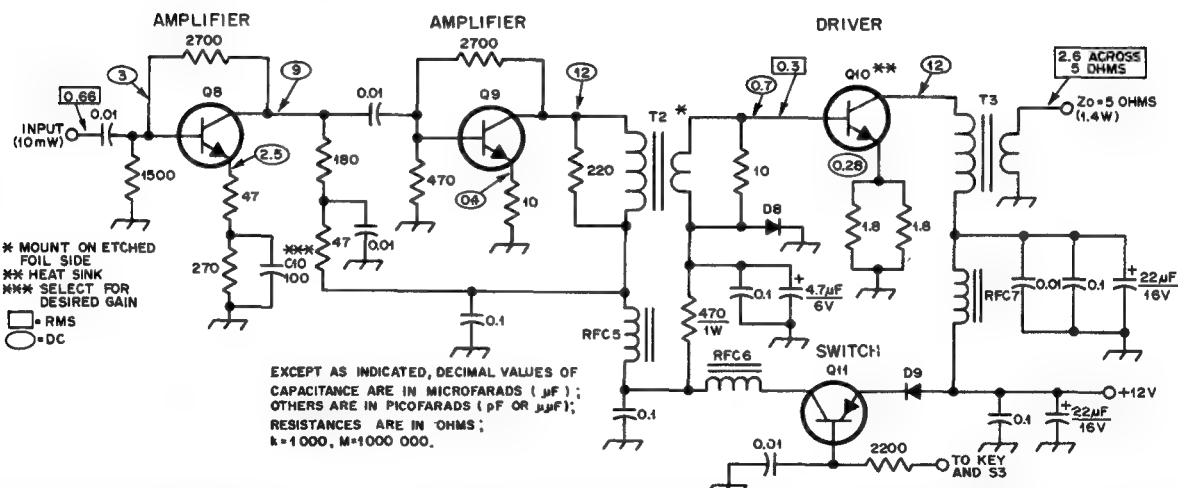 AMPLIFIER
AMPLIFIER
DRIVER
2700
2700
3
9
12
0.7
0.3
Q10 **
12
2.6 ACROSS
5 OHMS
0.66
0.01
Q8
0.01
Q9
T2
*
T3
Zo=5 OHMS
(1.4W)
INPUT
(10mW)
1500
2.5
47
180
470
04
10
220
10
D8
0.28
1.8
1.8
* MOUNT ON ETCHED
FOIL SIDE
** HEAT SINK
*** SELECT FOR
DESIRED GAIN
= RMS
= DC
270
C10
100
***
47
0.01
0.1
RFC5
470
1W
0.1
4.7µF
6V
RFC7
0.01
0.1
22µF
16V
EXCEPT AS INDICATED, DECIMAL VALUES OF
CAPACITANCE ARE IN MICROFARADS (µF);
OTHERS ARE IN PICOFARADS (pF OR µµF);
RESISTANCES ARE IN OHMS;
k=1000, M=1000 000.
0.1
RFC6
SWITCH
Q11
D9
+12V
0.1
22µF
16V
0.01
2200
TO KEY
AND S3